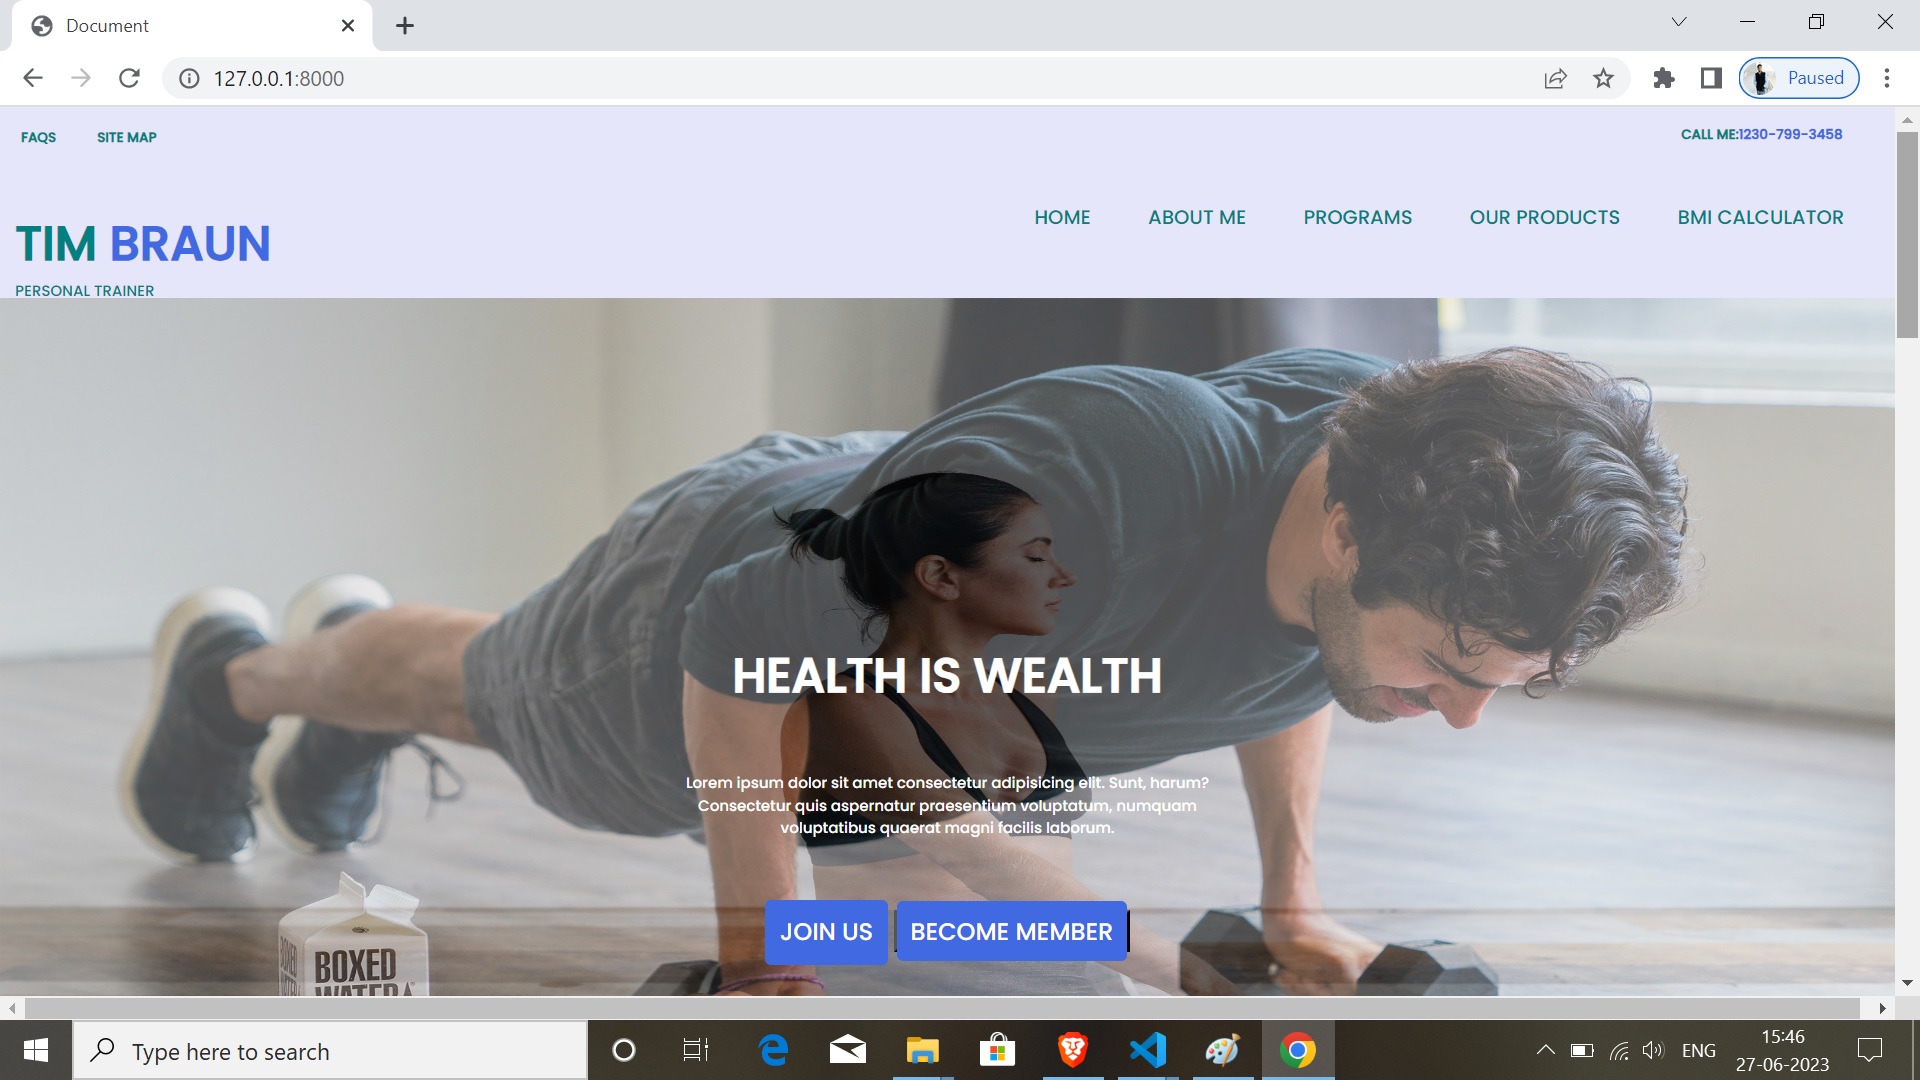 Document
127.0.0.1:8000
Paused
FAQS SITE MAP
CALL ME:1230-799-3458
HOME ABOUT ME PROGRAMS OUR PRODUCTS BMI CALCULATOR
TIM BRAUN
PERSONAL TRAINER
HEALTH IS WEALTH
Lorem ipsum dolor sit amet consectetur adipisicing elit. Sunt, harum?
Consectetur quis aspernatur praesentium voluptatum, numquam
voluptatibus quaerat magni facilis laborum.
JOIN US BECOME MEMBER
BOXED
WATER
Type here to search
ENG
15:46
27-06-2023